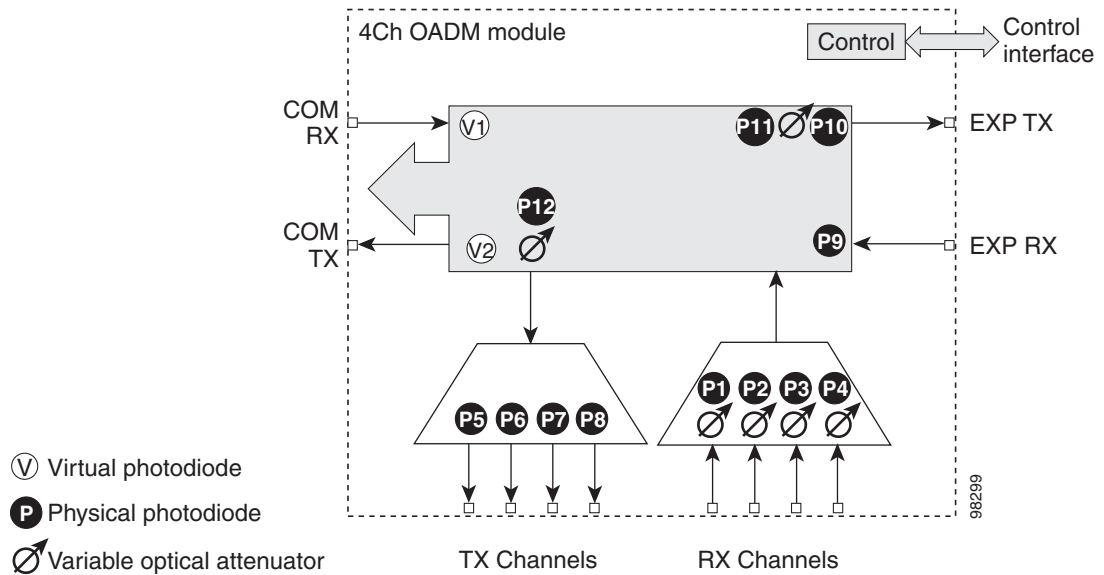 4Ch OADM module
Control
Control
interface
COM
RX
V1
P11
P10
EXP TX
P12
COM
TX
V2
P9
EXP RX
P1
P2
P3
P4
P5
P6
P7
P8
V Virtual photodiode
P Physical photodiode
Variable optical attenuator
TX Channels
RX Channels
98299